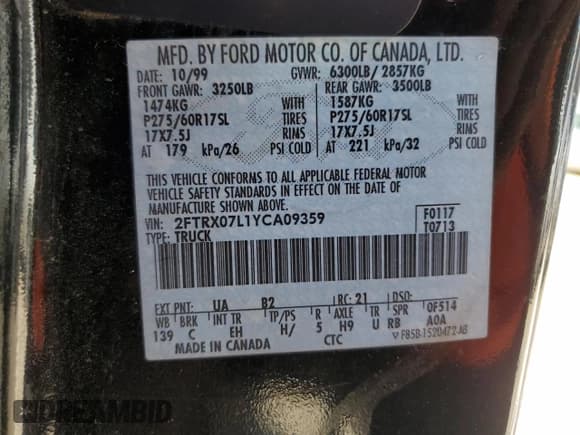 MFD. BY FORD MOTOR CO. OF CANADA, LTD.
DATE: 10/99 GVWR: 6300LB/ 2857KG
FRONT GAWR: 3250LB REAR GAWR: 3500LB
1474KG WITH 1587KG WITH
P275/60R17SL TIRES P275/60R17SL TIRES
17X7.5J RIMS 17X7.5J RIMS
AT 179 kPa/26 PSI COLD AT 221 kPa/32 PSI COLD
THIS VEHICLE CONFORMS TO ALL APPLICABLE FEDERAL MOTOR
VEHICLE SAFETY STANDARDS IN EFFECT ON THE DATE OF
MANUFACTURE SHOWN ABOVE.
VIN: 2FTRX07L1YCA09359 F0117
TYPE: TRUCK T0713
EXT PNT: UA B2 RC: 21 DSO:
WB BRK INT TR TP/PS R AXLE TR SPR 0F514
139 C EH H/ 5 H9 U RB A0A
MADE IN CANADA CTC F85B-1520472-AB
DREAMBID